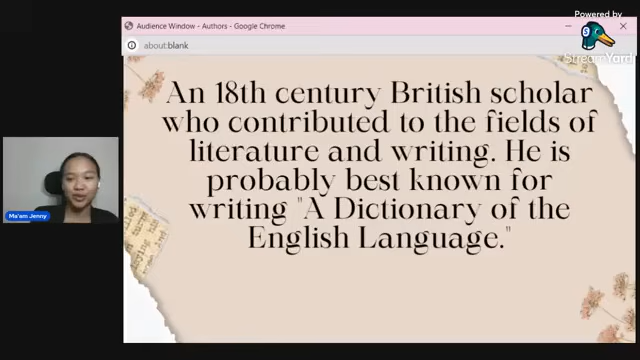 Powered by
StreamYard
Audience Window - Authors - Google Chrome
about:blank
An 18th century British scholar
who contributed to the fields of
literature and writing. He is
probably best known for
writing "A Dictionary of the
English Language."
Ma'am Jenny